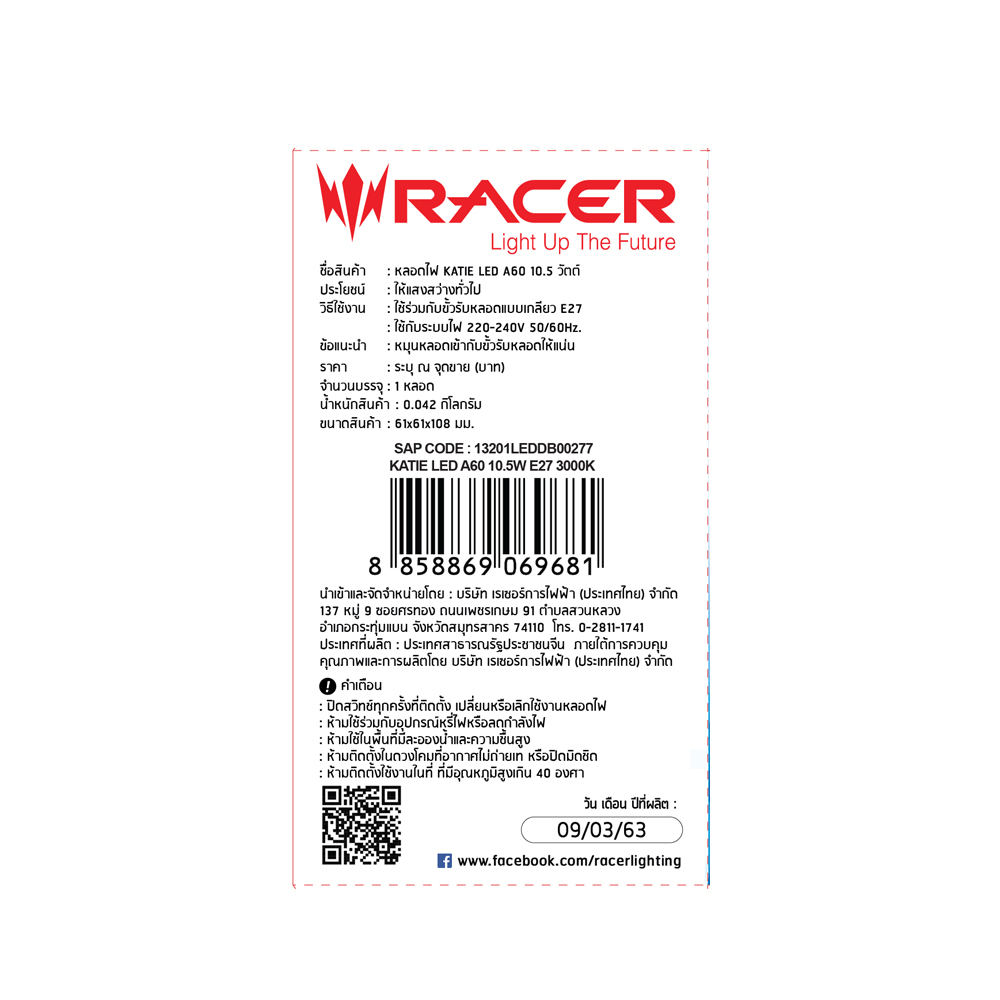 RACER
Light Up The Future
ชื่อสินค้า : หลอดไฟ KATIE LED A60 10.5 วัตต์
ประโยชน์ : ให้แสงสว่างทั่วไป
วิธีใช้งาน : ใช้ร่วมกับขั้วรับหลอดแบบเกลียว E27
: ใช้กับระบบไฟ 220-240V 50/60Hz.
ข้อแนะนำ : หมุนหลอดเข้ากับขั้วรับหลอดให้แน่น
ราคา : ระบุ ณ จุดขาย (บาท)
จำนวนบรรจุ : 1 หลอด
น้ำหนักสินค้า : 0.042 กิโลกรัม
ขนาดสินค้า : 61x61x108 มม.
SAP CODE : 13201LEDDB00277
KATIE LED A60 10.5W E27 3000K
8 858869 069681
นำเข้าและจัดจำหน่ายโดย : บริษัท เรเซอร์การไฟฟ้า (ประเทศไทย) จำกัด
137 หมู่ 9 ซอยศรทอง ถนนเพชรเกษม 91 ตำบลสวนหลวง
อำเภอกระทุ่มแบน จังหวัดสมุทรสาคร 74110 โทร. 0-2811-1741
ประเทศที่ผลิต : ประเทศสาธารณรัฐประชาชนจีน ภายใต้การควบคุม
คุณภาพและการผลิตโดย บริษัท เรเซอร์การไฟฟ้า (ประเทศไทย) จำกัด
! คำเตือน
: ปิดสวิทช์ทุกครั้งที่ติดตั้ง เปลี่ยนหรือเลิกใช้งานหลอดไฟ
: ห้ามใช้ร่วมกับอุปกรณ์หรี่ไฟหรือลดกำลังไฟ
: ห้ามใช้ในพื้นที่มีละอองน้ำและความชื้นสูง
: ห้ามติดตั้งในดวงโคมที่อากาศไม่ถ่ายเท หรือปิดมิดชิด
: ห้ามติดตั้งใช้งานในที่ ที่มีอุณหภูมิสูงเกิน 40 องศา
วัน เดือน ปีที่ผลิต :
09/03/63
www.facebook.com/racerlighting